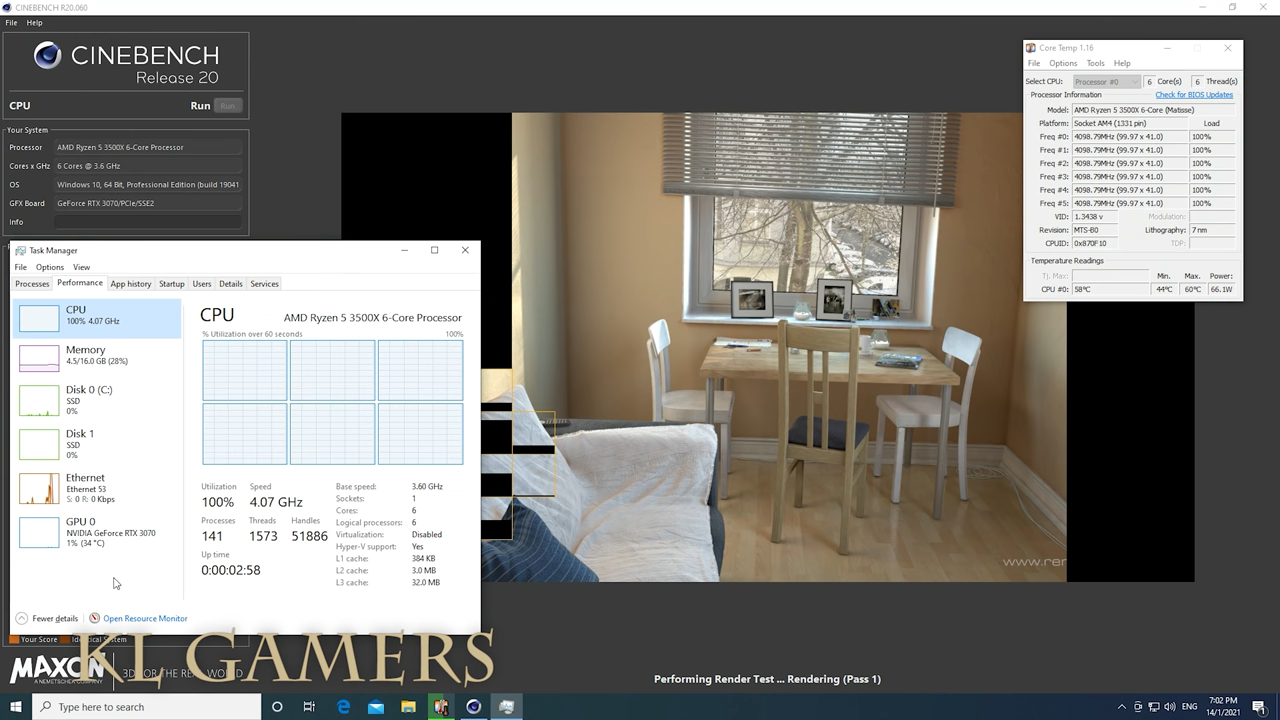 CINEBENCH R20.060
File Help
CINEBENCH
Release 20
CPU Run Run
Your System
Processor AMD Ryzen 5 3500X 6-Core Processor
Cores x GHz 6 Cores @ 3.6 GHz
OS Windows 10, 64 Bit, Professional Edition (build 19041
GFX Board GeForce RTX 3070/PCIe/SSE2
Info
Core Temp 1.16
File Options Tools Help
Select CPU: Processor #0 6 Core(s) 6 Thread(s)
Processor Information Check for BIOS Updates
Model: AMD Ryzen 5 3500X 6-Core (Matisse)
Platform: Socket AM4 (1331 pin) Load
Freq #0: 4098.79MHz (99.97 x 41.0) 100%
Freq #1: 4098.79MHz (99.97 x 41.0) 100%
Freq #2: 4098.79MHz (99.97 x 41.0) 100%
Freq #3: 4098.79MHz (99.97 x 41.0) 100%
Freq #4: 4098.79MHz (99.97 x 41.0) 100%
Freq #5: 4098.79MHz (99.97 x 41.0) 100%
VID: 1.3438 v Modulation:
Revision: MTS-B0 Lithography: 7 nm
CPUID: 0x870F10 TDP:
Temperature Readings
Tj. Max: Min. Max. Power:
CPU #0: 58°C 44°C 60°C 66.1W
Task Manager
File Options View
Processes Performance App history Startup Users Details Services
CPU
100% 4.07 GHz
Memory
4.5/16.0 GB (28%)
Disk 0 (C:)
SSD
0%
Disk 1
SSD
0%
Ethernet
Ethernet 53
S: 0 R: 0 Kbps
GPU 0
NVIDIA GeForce RTX 3070
1% (34 °C)
CPU AMD Ryzen 5 3500X 6-Core Processor
% Utilization over 60 seconds 100%
Utilization Speed
100% 4.07 GHz
Processes Threads Handles
141 1573 51886
Up time
0:00:02:58
Base speed: 3.60 GHz
Sockets: 1
Cores: 6
Logical processors: 6
Virtualization: Disabled
Hyper-V support: Yes
L1 cache: 384 KB
L2 cache: 3.0 MB
L3 cache: 32.0 MB
Fewer details Open Resource Monitor
www.ren
Your Score Identical System
KL GAMERS
MAXON 3D FOR THE REAL WORLD
A NEMETSCHEK COMPANY
Performing Render Test ... Rendering (Pass 1)
Type here to search
ENG
7:02 PM
14/1/2021